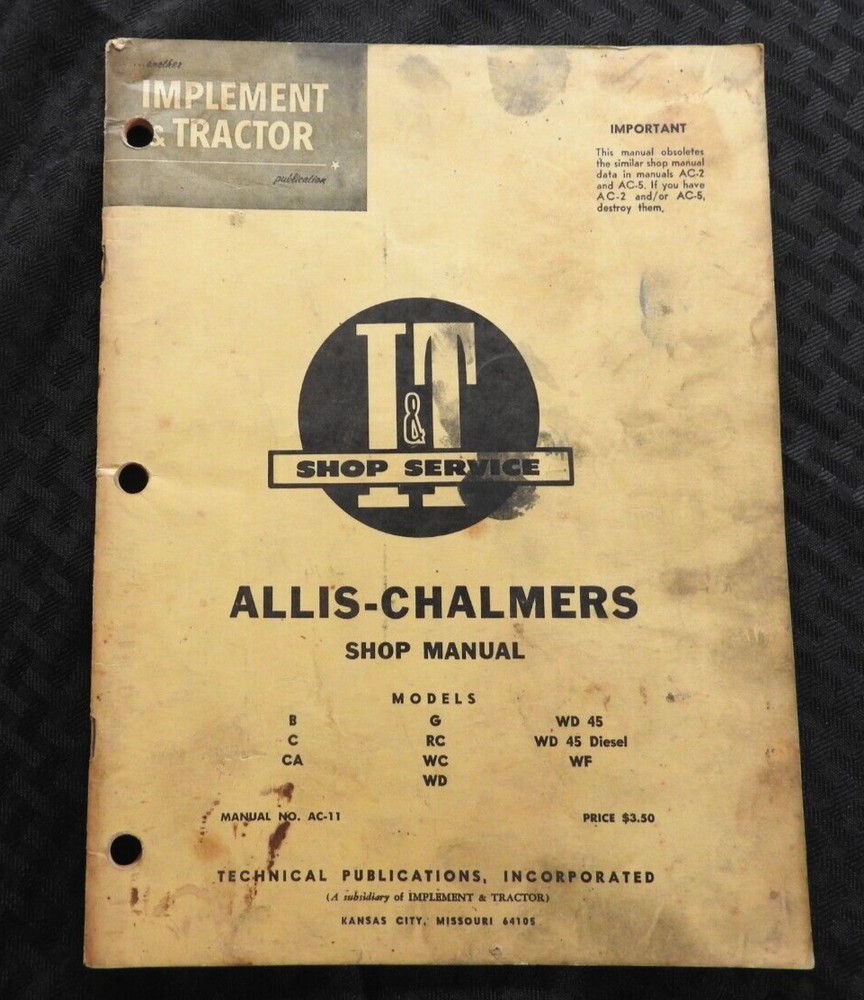 another
IMPLEMENT
& TRACTOR
publication
IMPORTANT
This manual obsoletes
the similar shop manual
data in manuals AC-2
and AC-5. If you have
AC-2 and/or AC-5,
destroy them.
I&T
SHOP SERVICE
ALLIS-CHALMERS
SHOP MANUAL
MODELS
B G WD 45
C RC WD 45 Diesel
CA WC WF
WD
MANUAL NO. AC-11 PRICE $3.50
TECHNICAL PUBLICATIONS, INCORPORATED
(A subsidiary of IMPLEMENT & TRACTOR)
KANSAS CITY, MISSOURI 64105